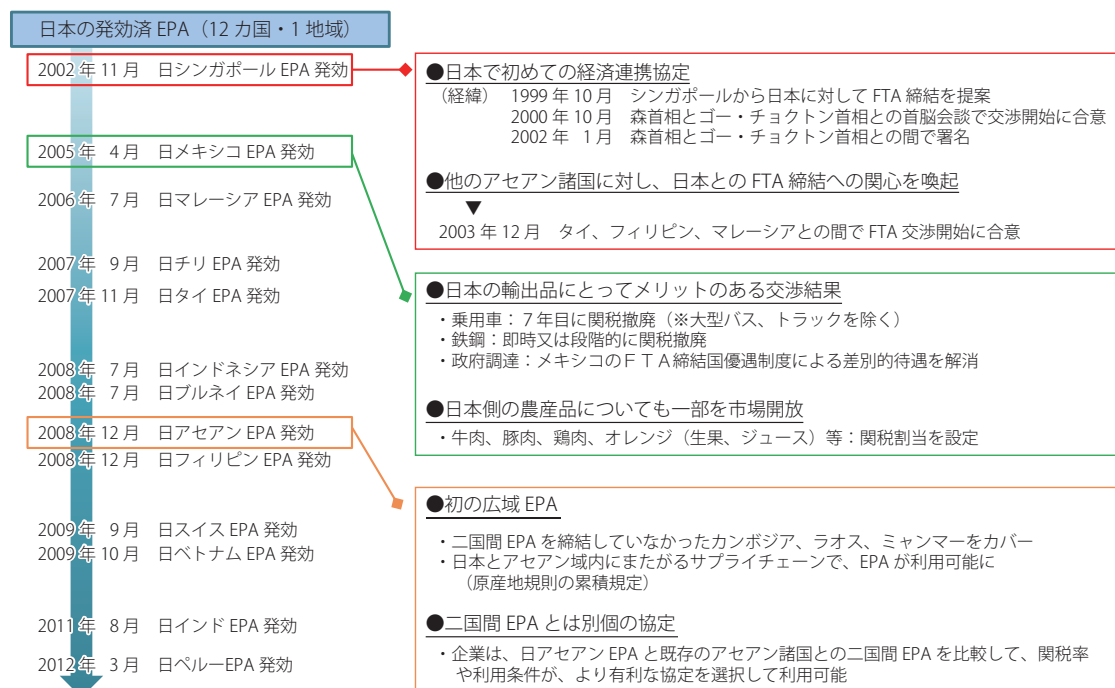 日本の発効済 EPA（12 カ国・1 地域）
2002 年 11 月　日シンガポール EPA 発効
2005 年　4 月　日メキシコ EPA 発効
2006 年　7 月　日マレーシア EPA 発効
2007 年　9 月　日チリ EPA 発効
2007 年 11 月　日タイ EPA 発効
2008 年　7 月　日インドネシア EPA 発効
2008 年　7 月　日ブルネイ EPA 発効
2008 年 12 月　日アセアン EPA 発効
2008 年 12 月　日フィリピン EPA 発効
2009 年　9 月　日スイス EPA 発効
2009 年 10 月　日ベトナム EPA 発効
2011 年　8 月　日インド EPA 発効
2012 年　3 月　日ペルーEPA 発効
●日本で初めての経済連携協定
（経緯）　1999 年 10 月　シンガポールから日本に対して FTA 締結を提案
2000 年 10 月　森首相とゴー・チョクトン首相との首脳会談で交渉開始に合意
2002 年　1 月　森首相とゴー・チョクトン首相との間で署名
●他のアセアン諸国に対し、日本との FTA 締結への関心を喚起
▼
2003 年 12 月　タイ、フィリピン、マレーシアとの間で FTA 交渉開始に合意
●日本の輸出品にとってメリットのある交渉結果
・乗用車：７年目に関税撤廃（※大型バス、トラックを除く）
・鉄鋼：即時又は段階的に関税撤廃
・政府調達：メキシコのＦＴＡ締結国優遇制度による差別的待遇を解消
●日本側の農産品についても一部を市場開放
・牛肉、豚肉、鶏肉、オレンジ（生果、ジュース）等：関税割当を設定
●初の広域 EPA
・二国間 EPA を締結していなかったカンボジア、ラオス、ミャンマーをカバー
・日本とアセアン域内にまたがるサプライチェーンで、EPA が利用可能に
（原産地規則の累積規定）
●二国間 EPA とは別個の協定
・企業は、日アセアン EPA と既存のアセアン諸国との二国間 EPA を比較して、関税率
や利用条件が、より有利な協定を選択して利用可能